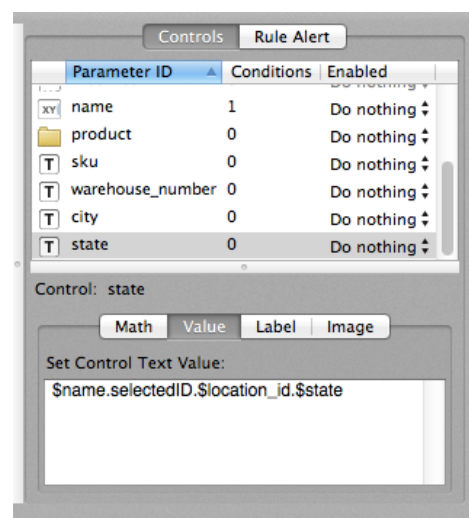 Controls Rule Alert
Parameter ID Conditions Enabled
XY name 1 Do nothing
product 0 Do nothing
T sku 0 Do nothing
T warehouse_number 0 Do nothing
T city 0 Do nothing
T state 0 Do nothing
Control: state
Math Value Label Image
Set Control Text Value:
$name.selectedID.$location_id.$state